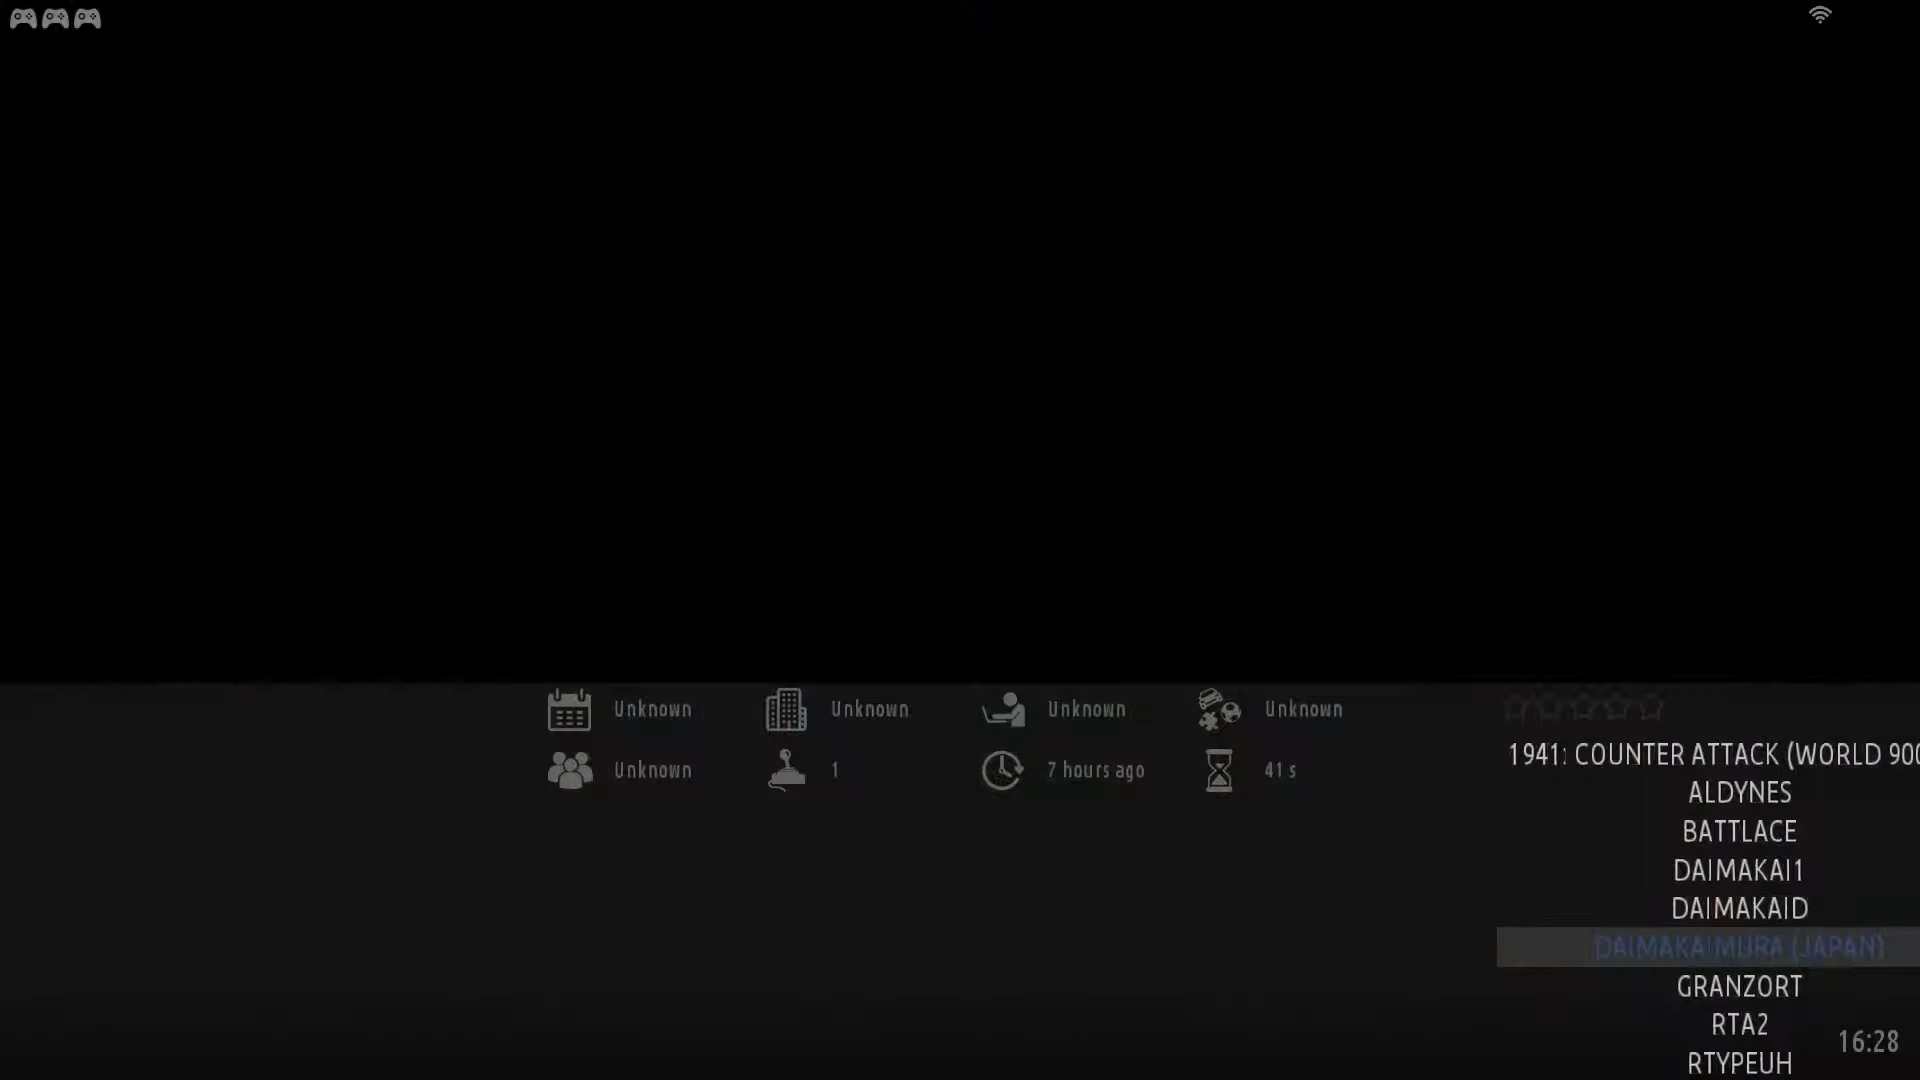 Unknown Unknown Unknown Unknown
Unknown 1 7 hours ago 41 s
1941: COUNTER ATTACK (WORLD 900
ALDYNES
BATTLACE
DAIMAKAI1
DAIMAKAID
DAIMAKAIMURA (JAPAN)
GRANZORT
RTA2
16:28
RTYPEUH